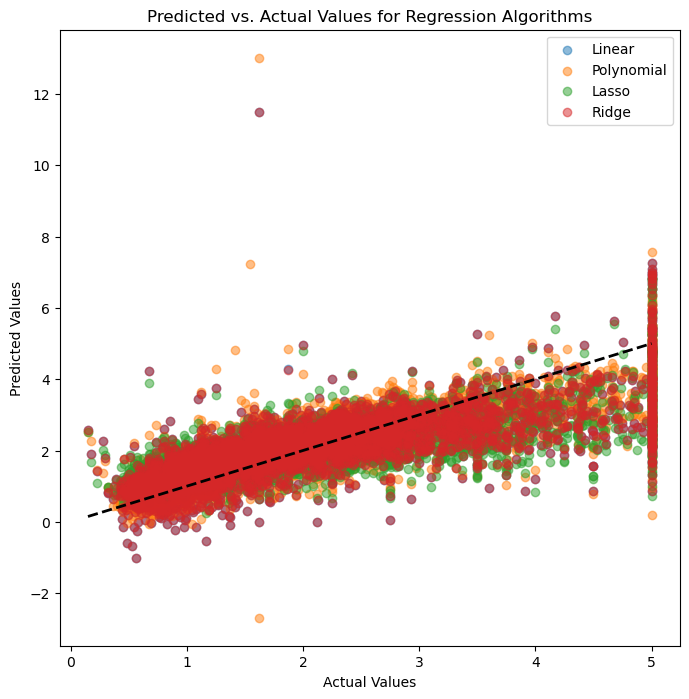 Predicted vs. Actual Values for Regression Algorithms
Linear
Polynomial
Lasso
Ridge
12
10
8
6
4
2
0
−2
Predicted Values
0 1 2 3 4 5
Actual Values